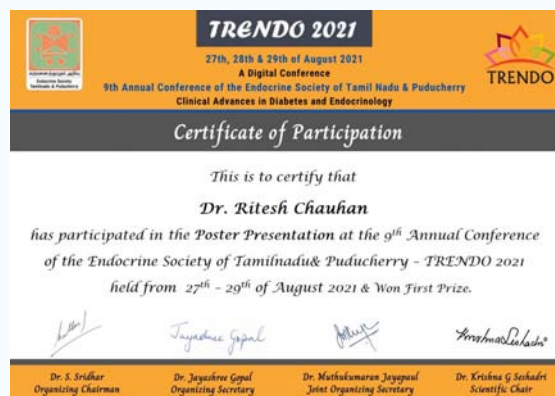 TRENDO 2021
27th, 28th & 29th of August 2021
A Digital Conference
9th Annual Conference of the Endocrine Society of Tamil Nadu & Puducherry
Clinical Advances in Diabetes and Endocrinology
Endocrine Society
Tamilnadu & Puducherry
TRENDO
Certificate of Participation
This is to certify that
Dr. Ritesh Chauhan
has participated in the Poster Presentation at the 9th Annual Conference
of the Endocrine Society of Tamilnadu& Puducherry - TRENDO 2021
held from 27th - 29th of August 2021 & Won First Prize.
Jayashree Gopal
Dr. S. Sridhar
Organizing Chairman
Dr. Jayashree Gopal
Organizing Secretary
Dr. Muthukumaran Jayapaul
Joint Organizing Secretary
Dr. Krishna G Seshadri
Scientific Chair